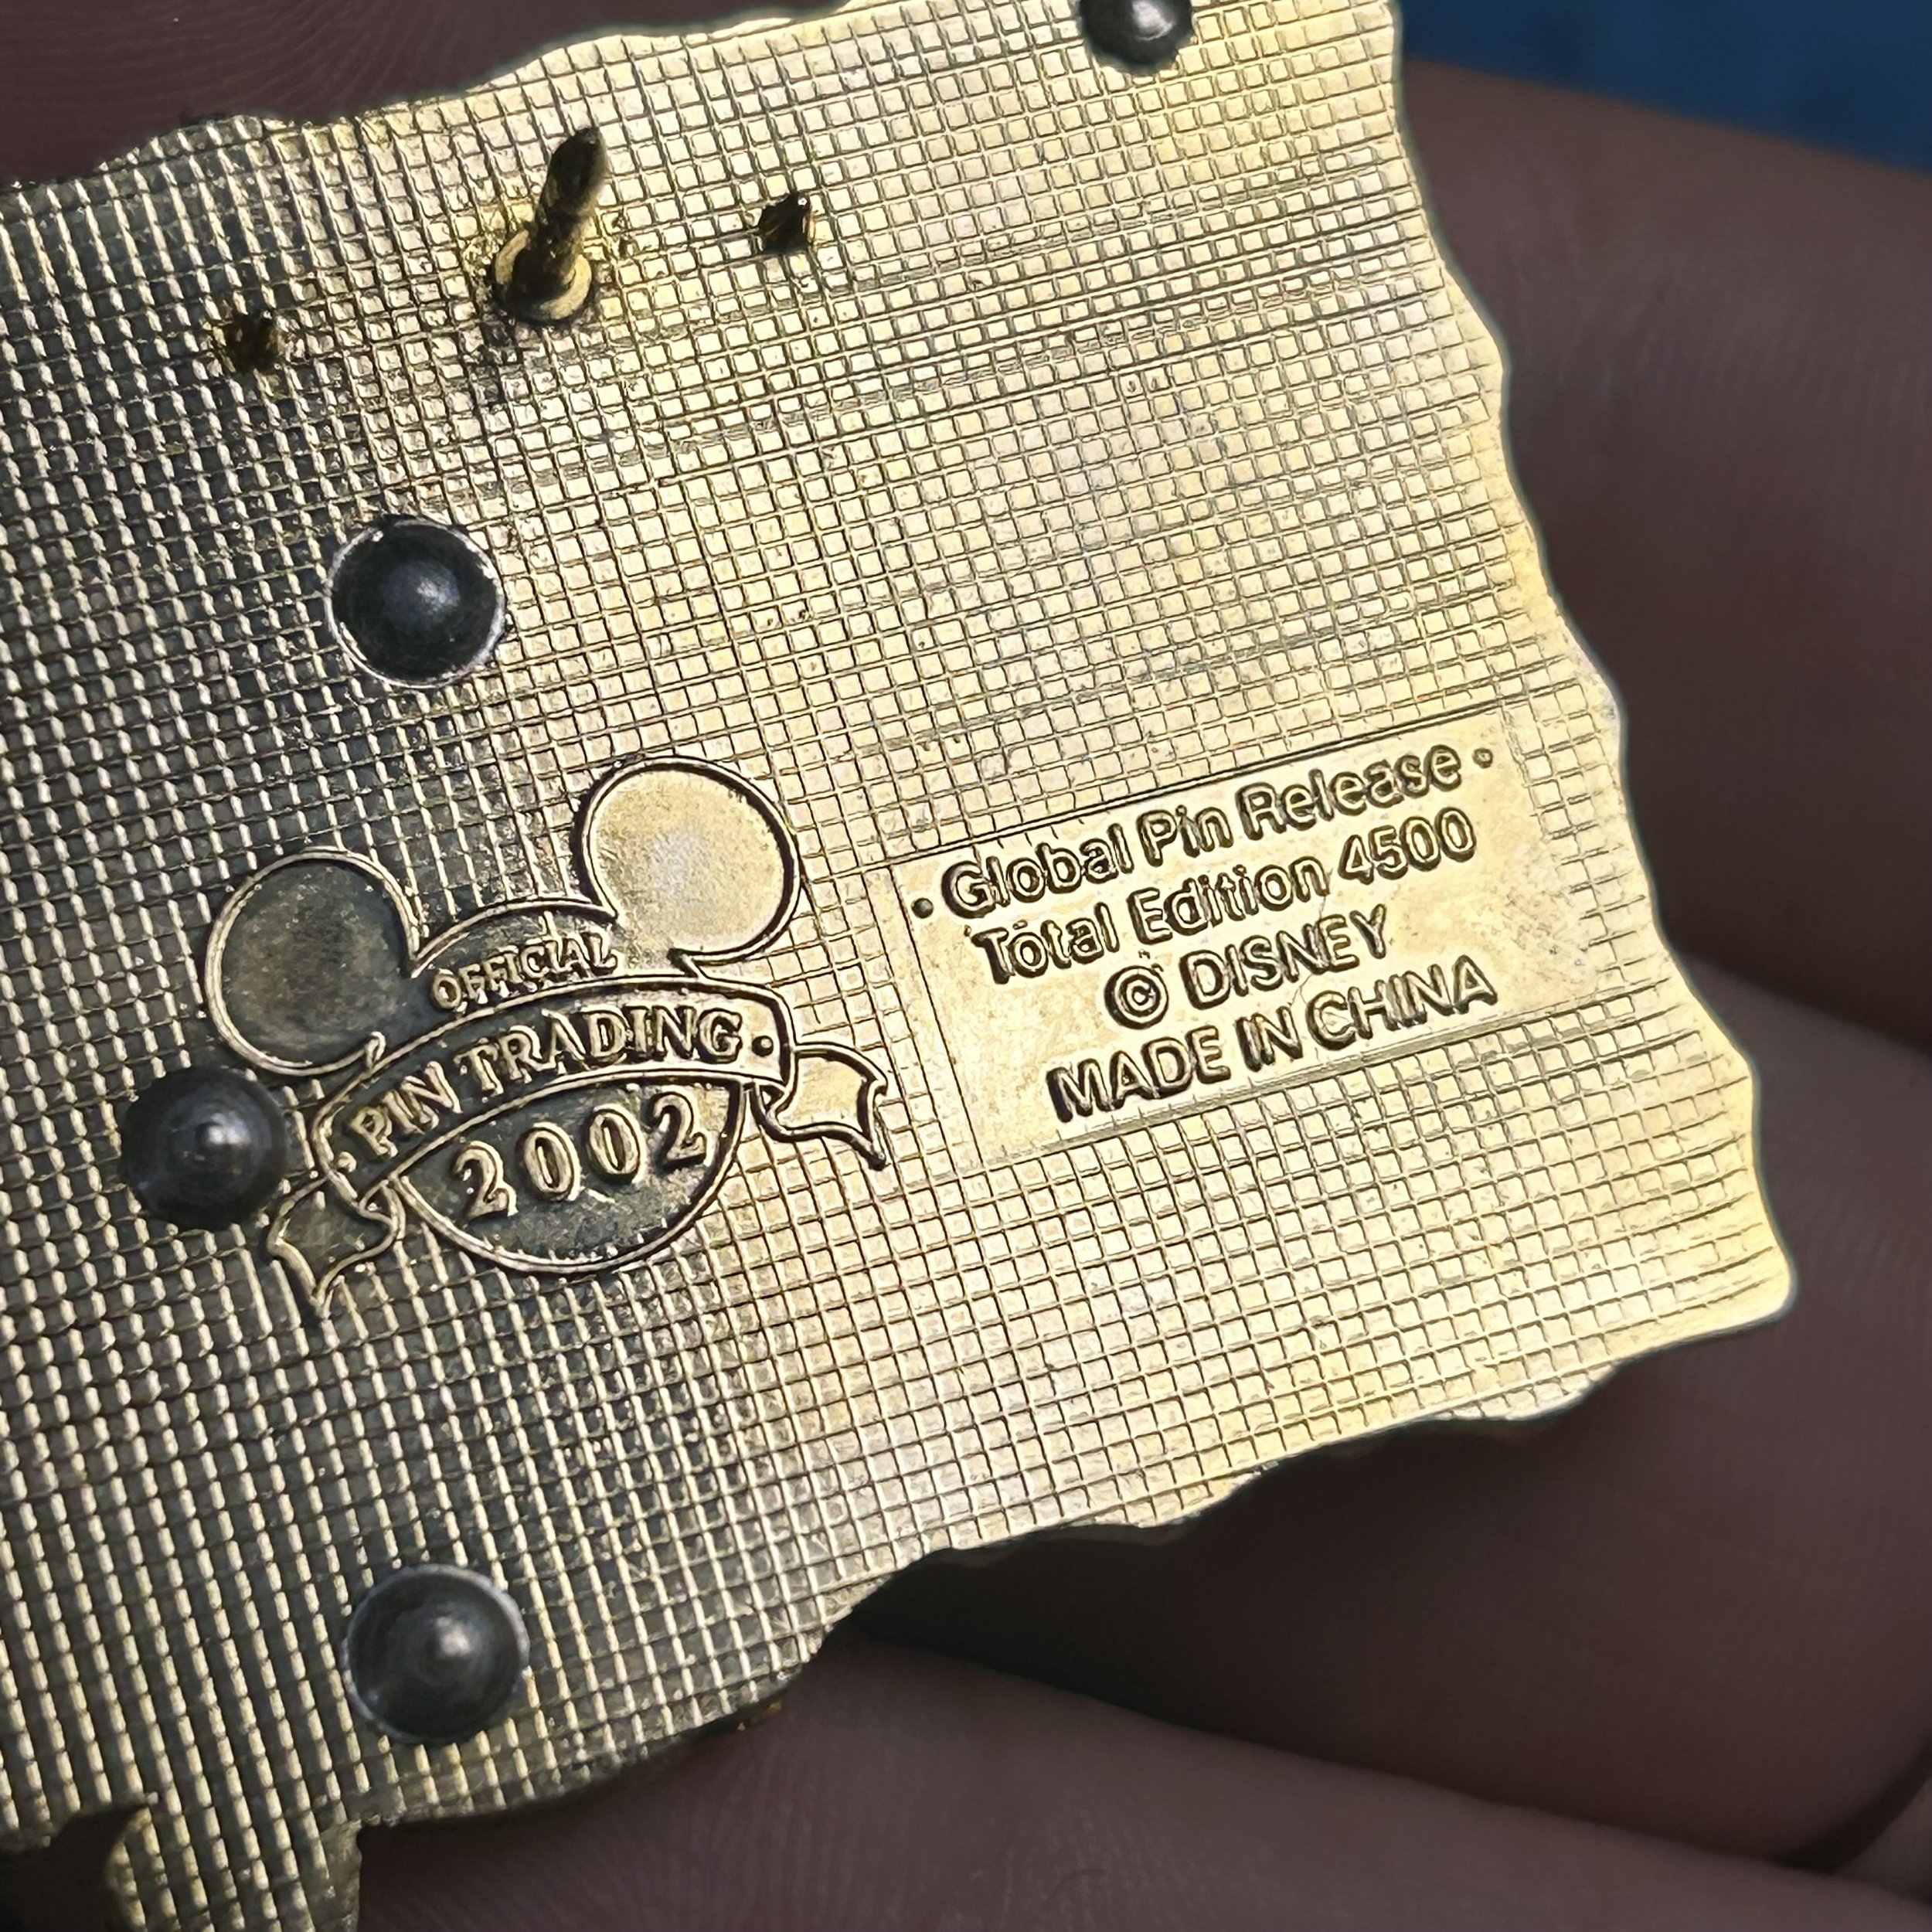 OFFICIAL
• PIN TRADING •
2002
• Global Pin Release •
Total Edition 4500
© DISNEY
MADE IN CHINA